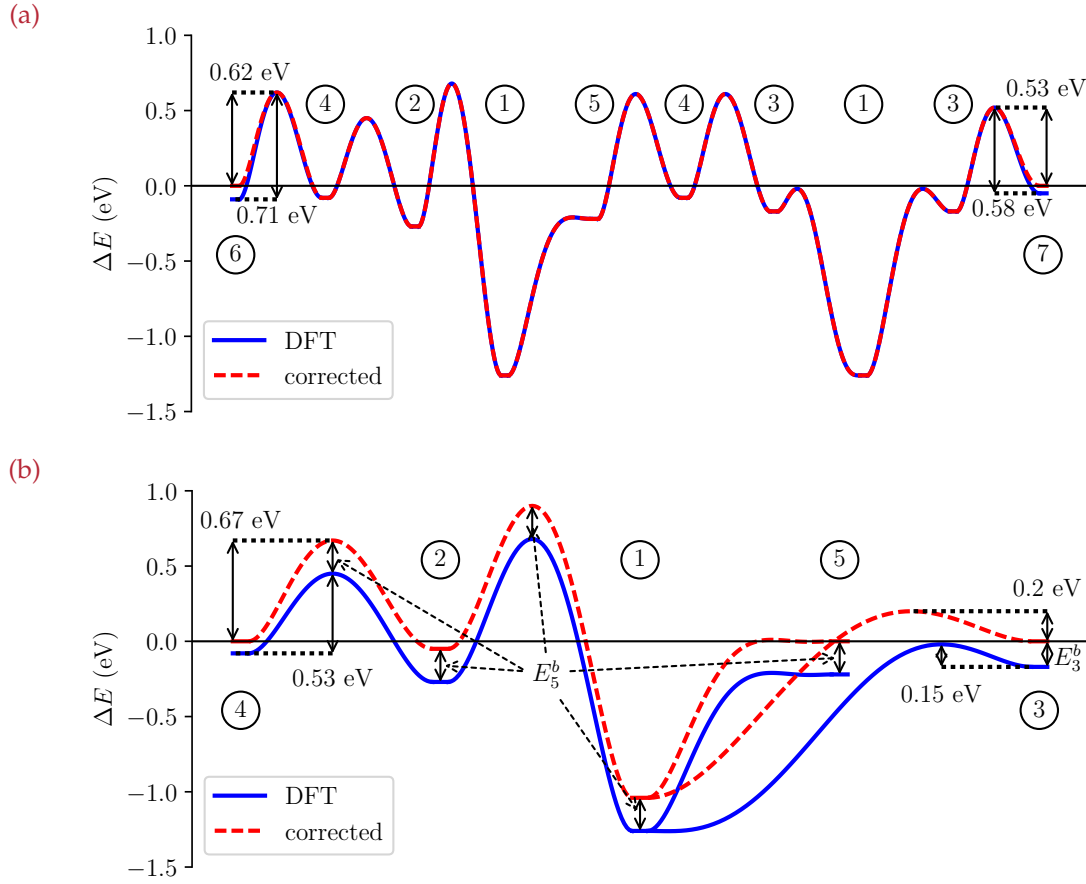 (a)
1.0
0.62 eV
0.53 eV
④ ② ① ⑤ ④ ③ ① ③
0.5
0.0
0.71 eV
0.58 eV
⑥
⑦
ΔE (eV)
−0.5
DFT
−1.0
corrected
−1.5
(b)
1.0
0.67 eV
② ① ⑤
0.5
0.2 eV
0.0
0.53 eV
E₅ᵇ
E₃ᵇ
0.15 eV
④
③
ΔE (eV)
−0.5
−1.0
DFT
corrected
−1.5